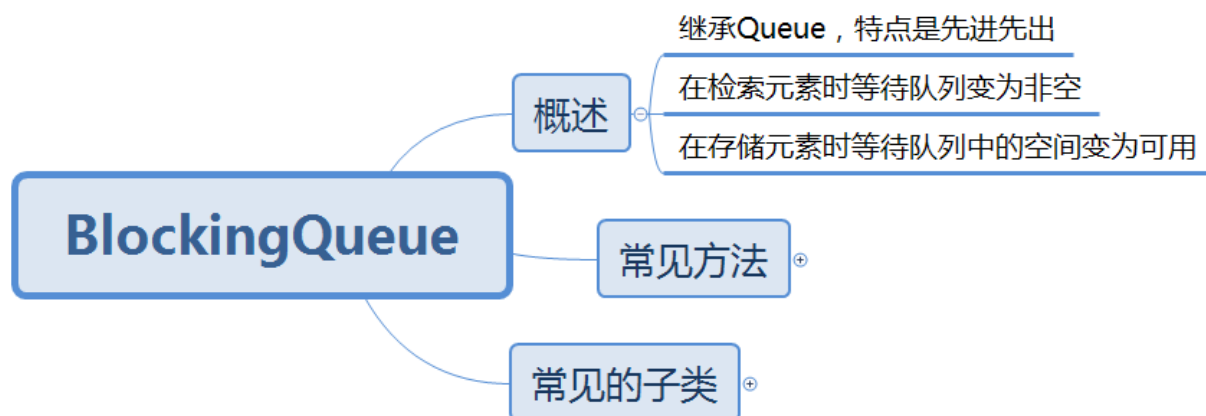 继承Queue，特点是先进先出
在检索元素时等待队列变为非空
概述
在存储元素时等待队列中的空间变为可用
BlockingQueue
常见方法
常见的子类